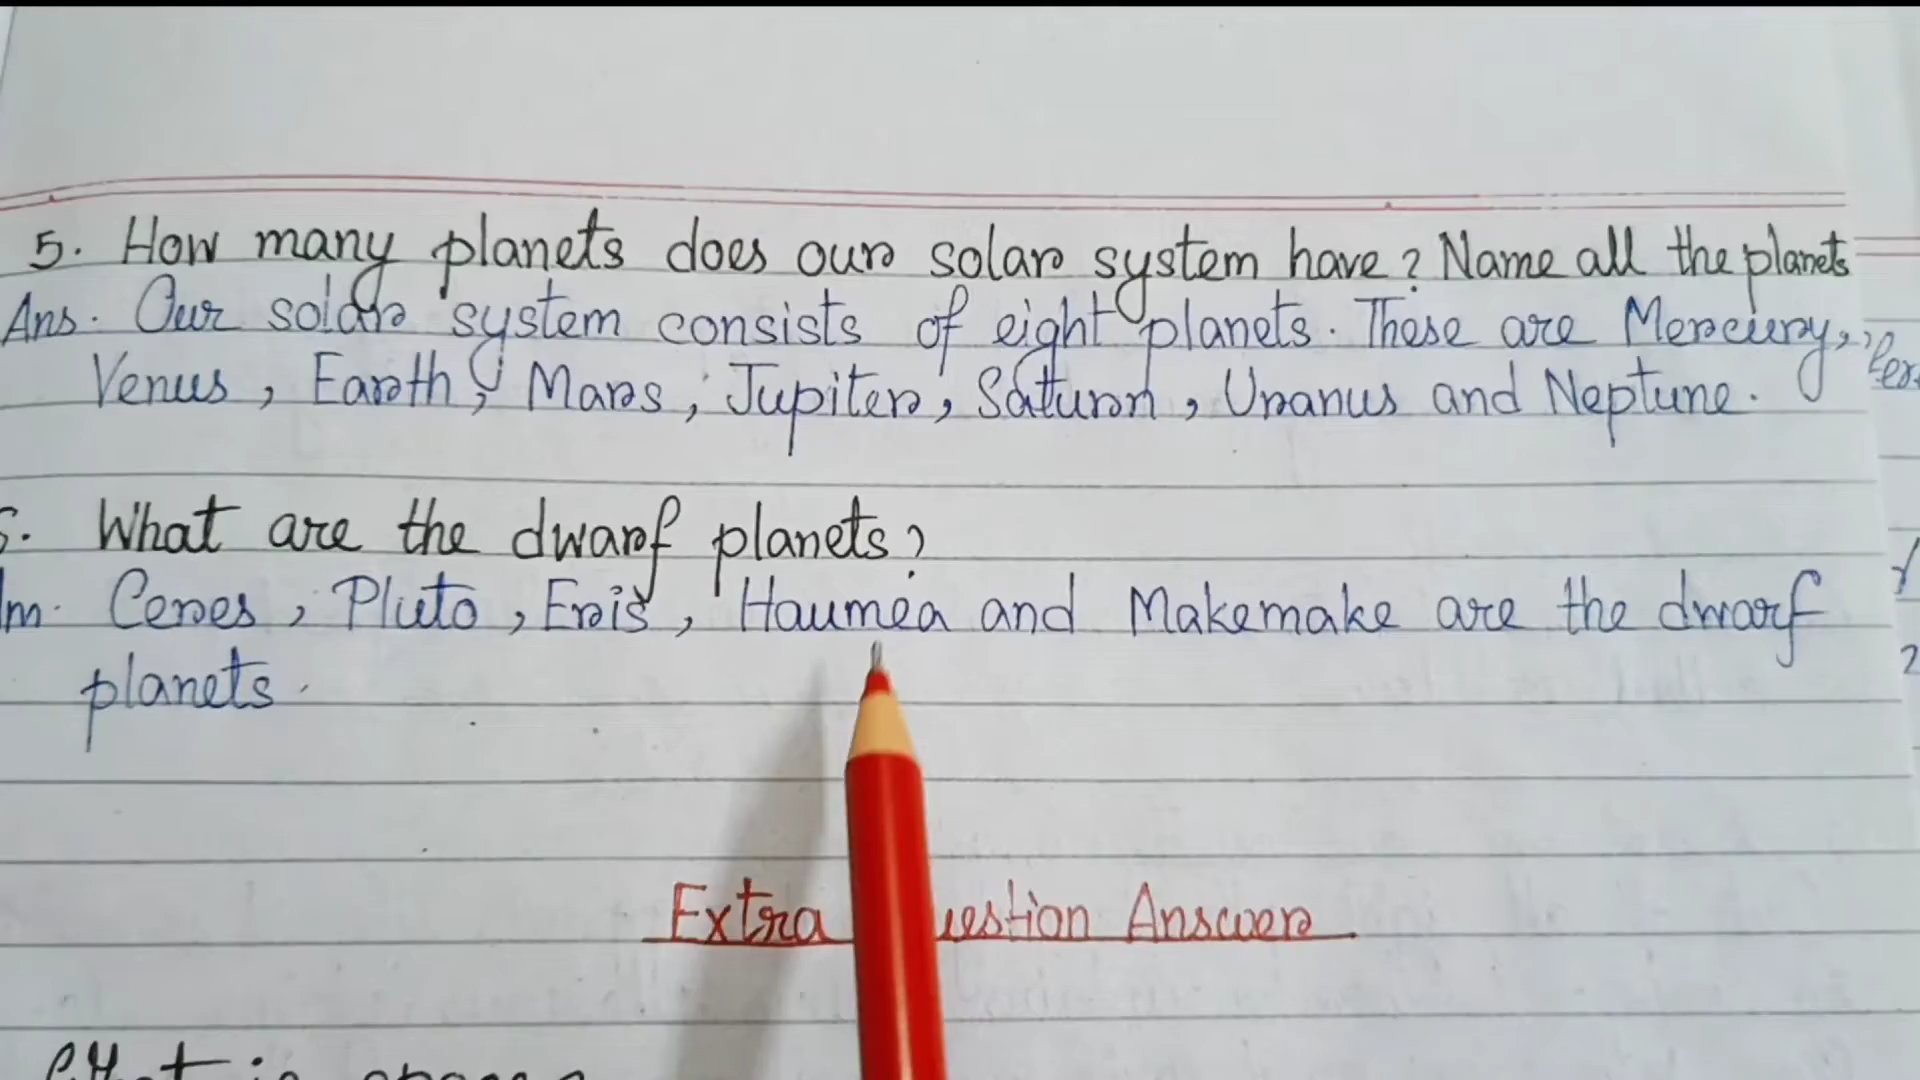 5. How many planets does our solar system have? Name all the planets
Ans. Our solar system consists of eight planets. These are Mercury,
Venus, Earth, Mars, Jupiter, Saturn, Uranus and Neptune.
What are the dwarf planets?
Ceres, Pluto, Eris, Haumea and Makemake are the dwarf
planets.
Extra Answer